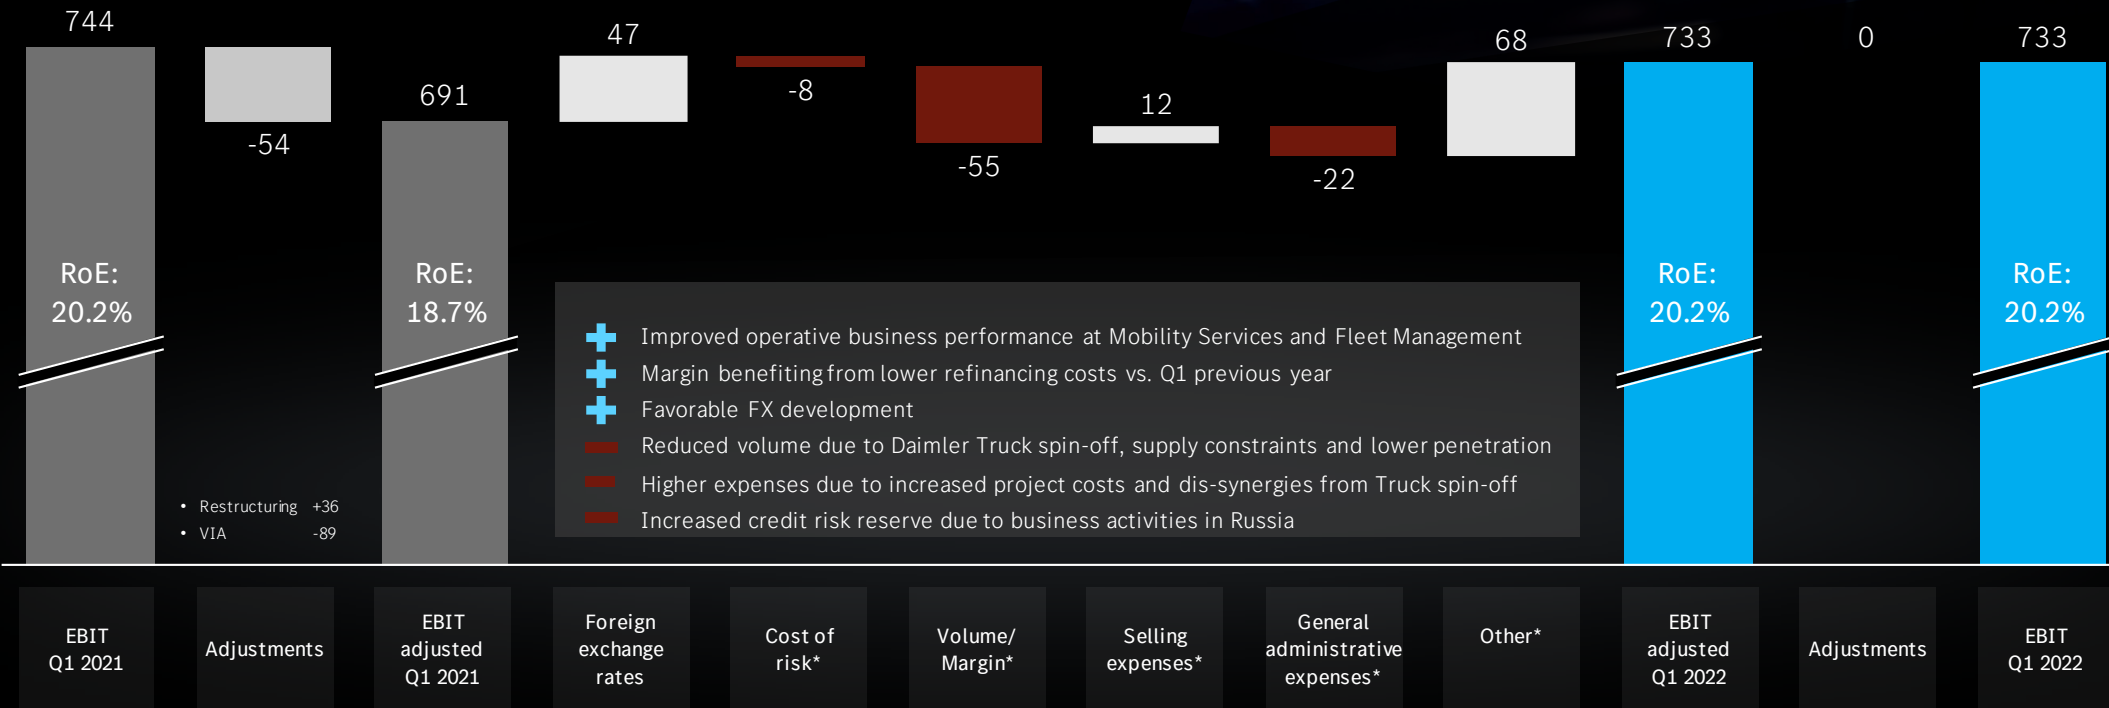 744
-54
691
47
-8
-55
12
-22
68
733
0
733
RoE:
20.2%
RoE:
18.7%
RoE:
20.2%
RoE:
20.2%
Improved operative business performance at Mobility Services and Fleet Management
Margin benefiting from lower refinancing costs vs. Q1 previous year
Favorable FX development
Reduced volume due to Daimler Truck spin-off, supply constraints and lower penetration
Higher expenses due to increased project costs and dis-synergies from Truck spin-off
Increased credit risk reserve due to business activities in Russia
• Restructuring +36
• VIA -89
EBIT
Q1 2021
Adjustments
EBIT
adjusted
Q1 2021
Foreign
exchange
rates
Cost of
risk*
Volume/
Margin*
Selling
expenses*
General
administrative
expenses*
Other*
EBIT
adjusted
Q1 2022
Adjustments
EBIT
Q1 2022